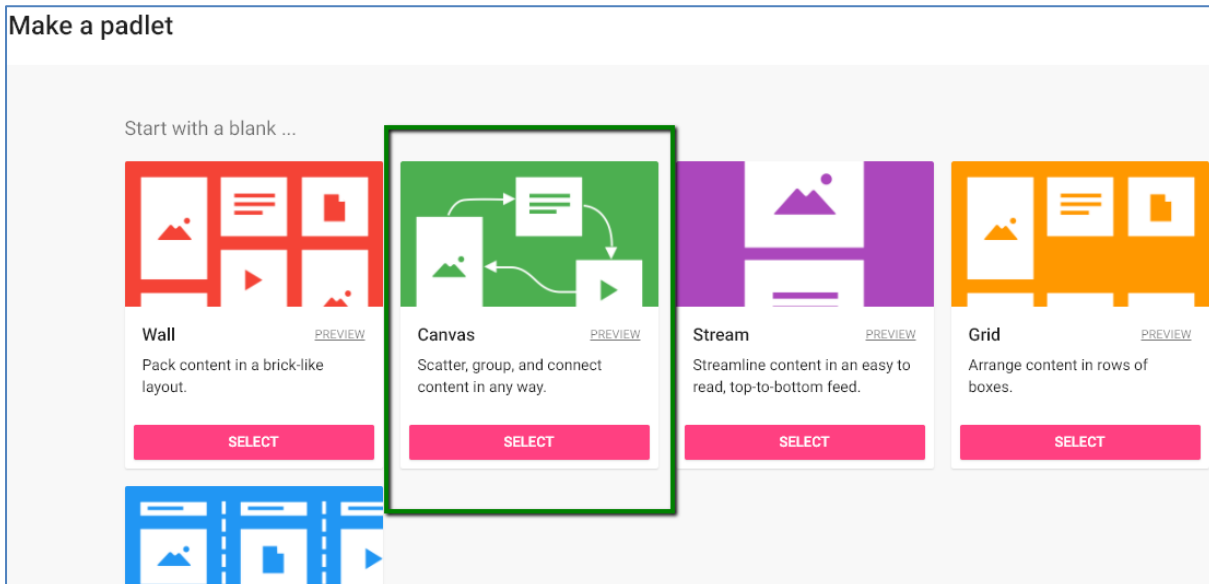 Make a padlet
Start with a blank ...
Wall PREVIEW
Pack content in a brick-like
layout.
SELECT
Canvas PREVIEW
Scatter, group, and connect
content in any way.
SELECT
Stream PREVIEW
Streamline content in an easy to
read, top-to-bottom feed.
SELECT
Grid PREVIEW
Arrange content in rows of
boxes.
SELECT